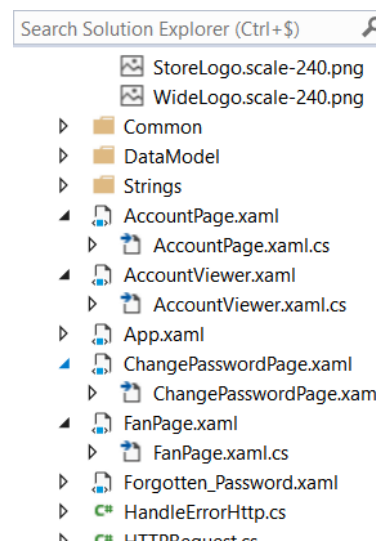 Search Solution Explorer (Ctrl+$)
StoreLogo.scale-240.png
WideLogo.scale-240.png
Common
DataModel
Strings
AccountPage.xaml
AccountPage.xaml.cs
AccountViewer.xaml
AccountViewer.xaml.cs
App.xaml
ChangePasswordPage.xaml
ChangePasswordPage.xam
FanPage.xaml
FanPage.xaml.cs
Forgotten_Password.xaml
C# HandleErrorHttp.cs
C# HTTPRequest.cs